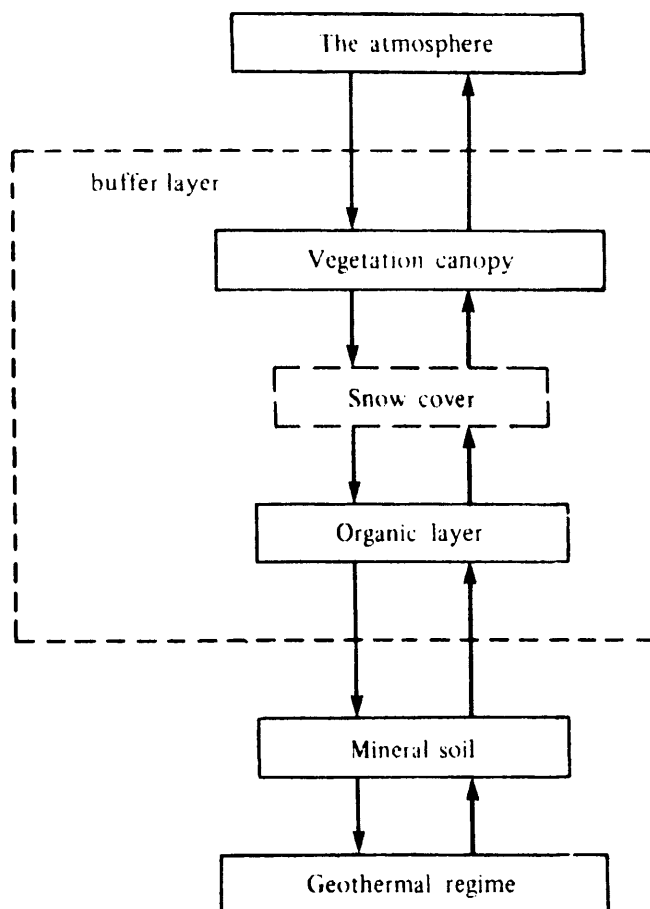 The atmosphere
buffer layer
Vegetation canopy
Snow cover
Organic layer
Mineral soil
Geothermal regime